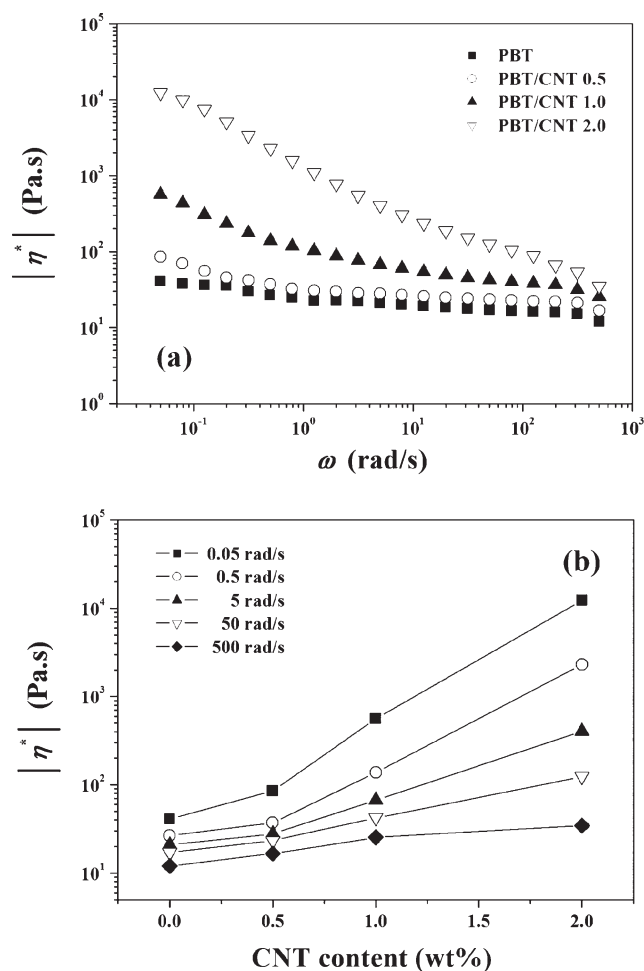 10^5
10^4
10^3
10^2
10^1
10^0
|η*| (Pa.s)
PBT
PBT/CNT 0.5
PBT/CNT 1.0
PBT/CNT 2.0
(a)
10^-1
10^0
10^1
10^2
10^3
ω (rad/s)
10^5
10^4
10^3
10^2
10^1
|η*| (Pa.s)
0.05 rad/s
0.5 rad/s
5 rad/s
50 rad/s
500 rad/s
(b)
0.0
0.5
1.0
1.5
2.0
CNT content (wt%)